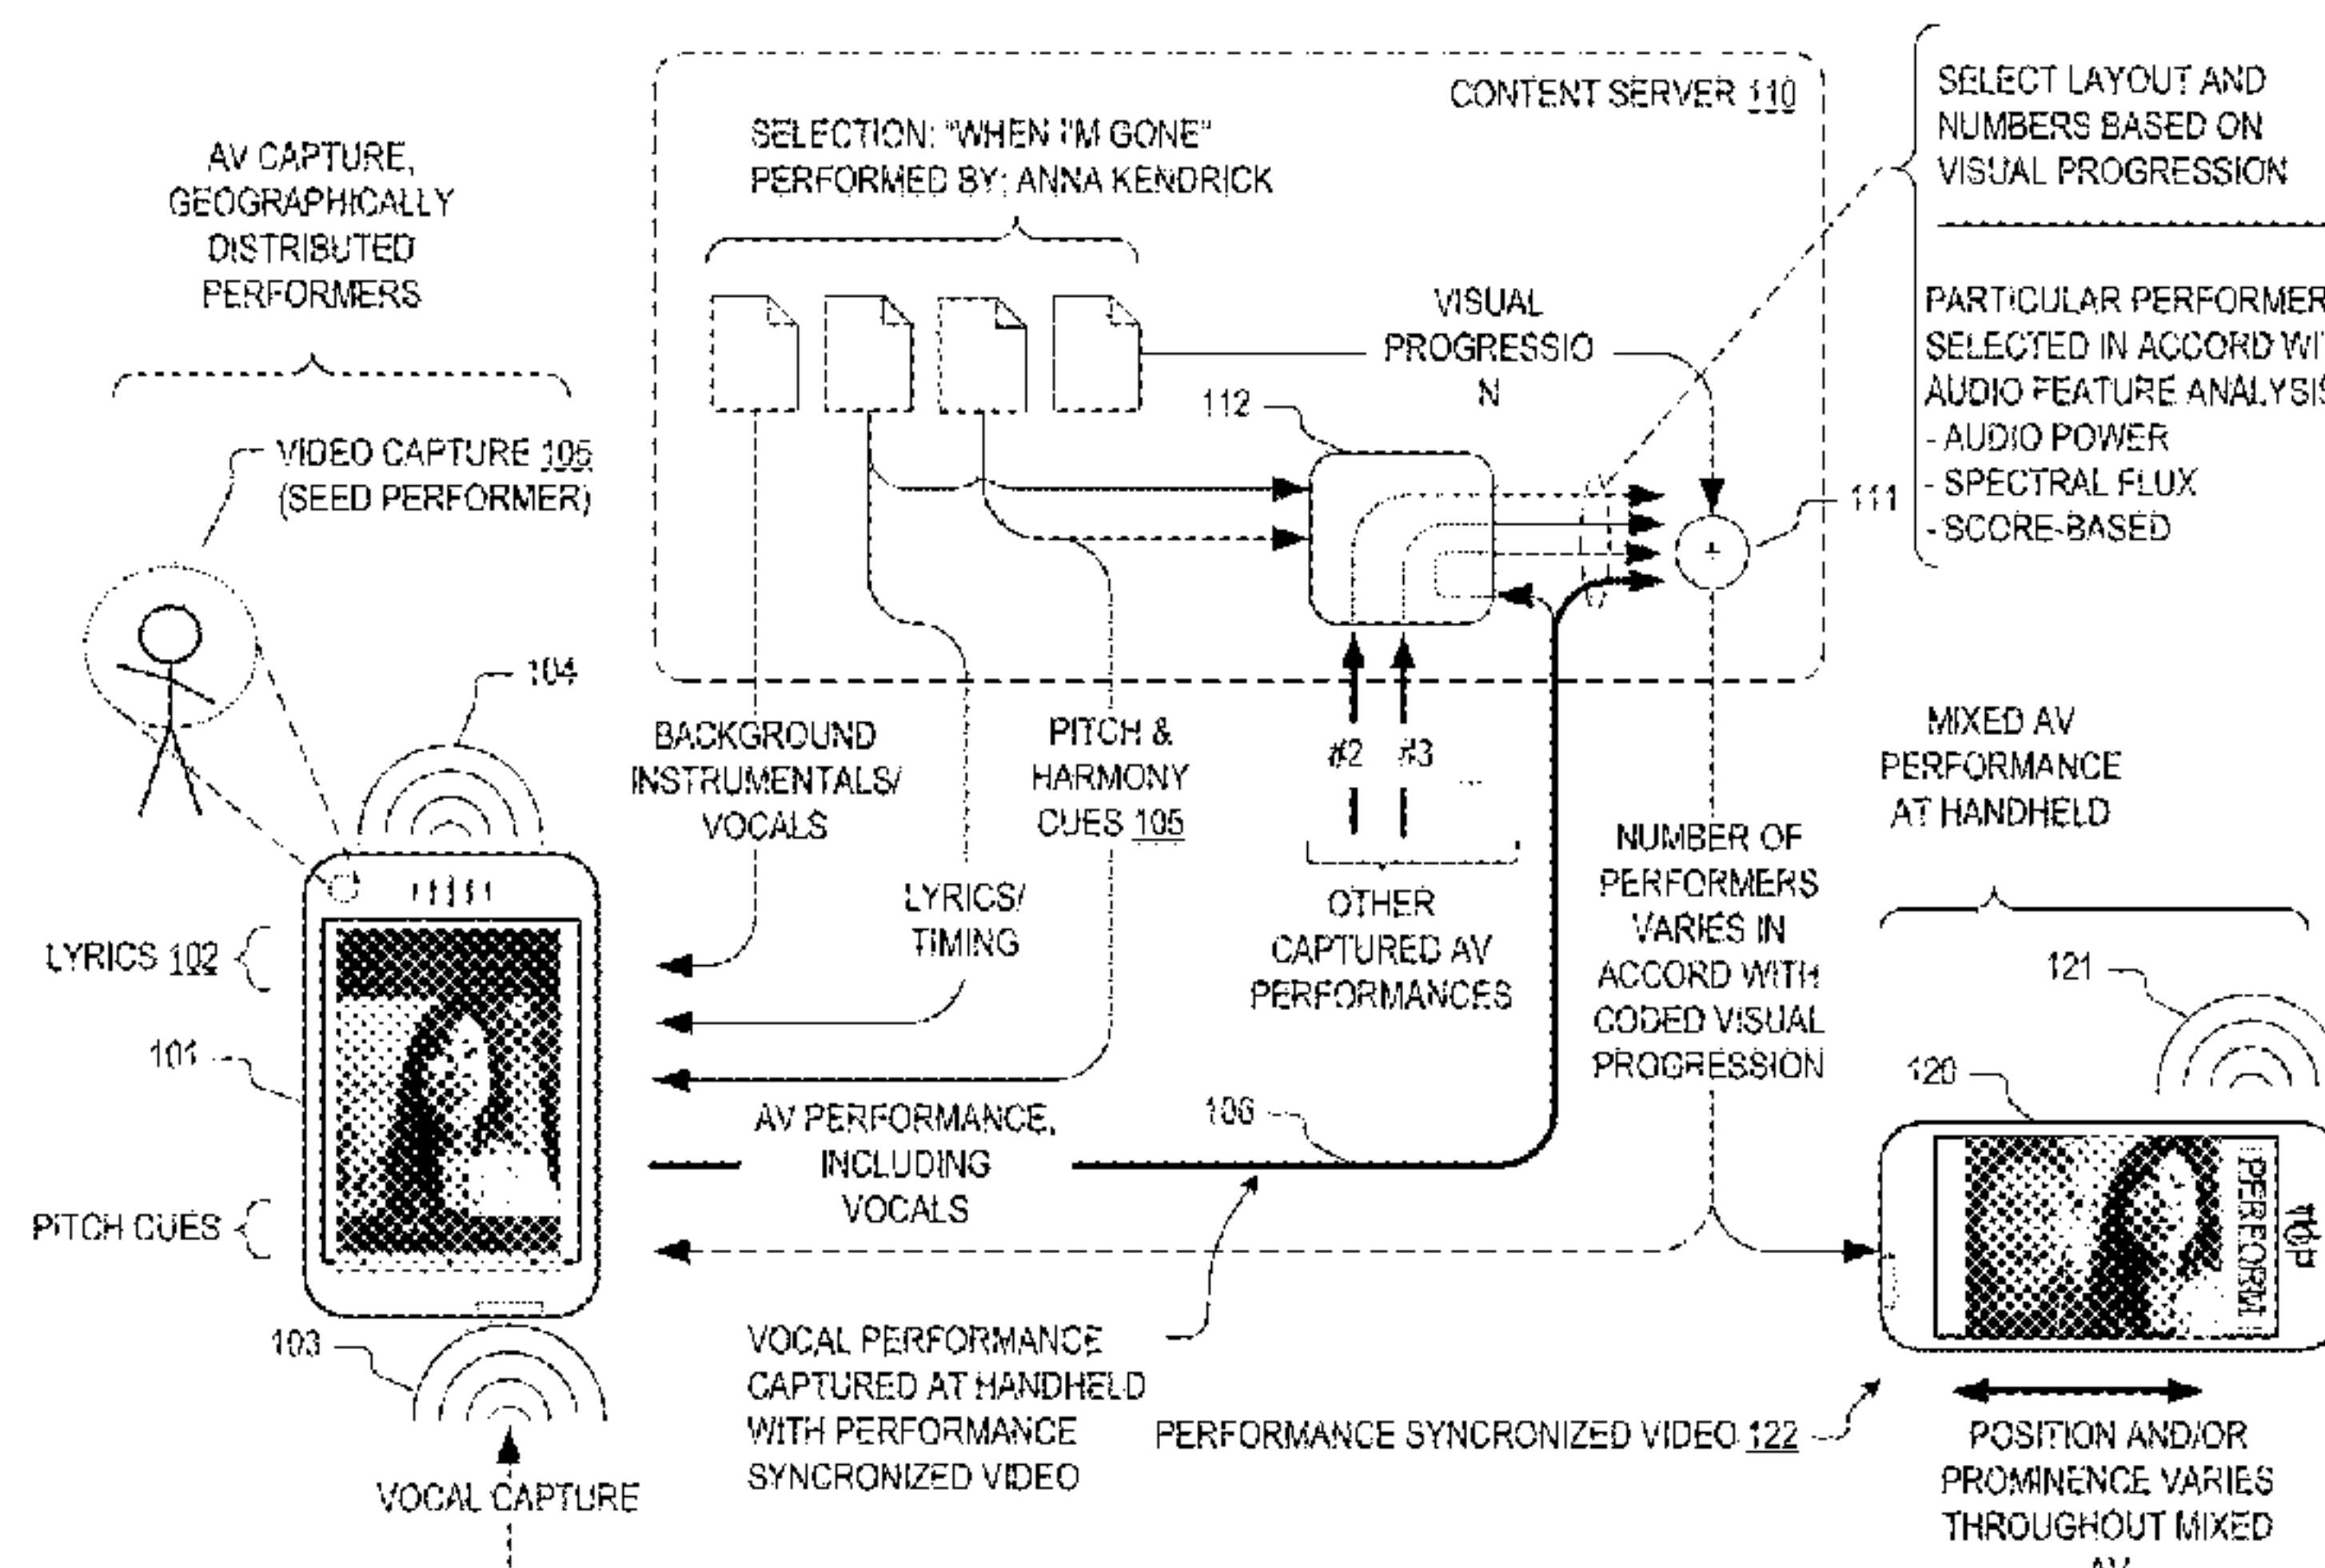 CONTENT SERVER 110
SELECT LAYOUT AND
NUMBERS BASED ON
VISUAL PROGRESSION
AV CAPTURE,
GEOGRAPHICALLY
DISTRIBUTED
PERFORMERS
SELECTION: "WHEN I'M GONE"
PERFORMED BY: ANNA KENDRICK
PARTICULAR PERFORMER
SELECTED IN ACCORD WIT
AUDIO FEATURE ANALYSIS
- AUDIO POWER
- SPECTRAL FLUX
- SCORE-BASED
VISUAL
PROGRESSIO
N
112
111
VIDEO CAPTURE 105
(SEED PERFORMER)
104
BACKGROUND
INSTRUMENTALS/
VOCALS
PITCH &
HARMONY
CUES 105
#2
#3
...
MIXED AV
PERFORMANCE
AT HANDHELD
LYRICS/
TIMING
OTHER
CAPTURED AV
PERFORMANCES
NUMBER OF
PERFORMERS
VARIES IN
ACCORD WITH
CODED VISUAL
PROGRESSION
LYRICS 102
121
101
120
AV PERFORMANCE,
INCLUDING
VOCALS
106
PERFORM
TOP
PITCH CUES
103
VOCAL PERFORMANCE
CAPTURED AT HANDHELD
WITH PERFORMANCE
SYNCRONIZED VIDEO
PERFORMANCE SYNCRONIZED VIDEO 122
VOCAL CAPTURE
POSITION AND/OR
PROMINENCE VARIES
THROUGHOUT MIXED
AV